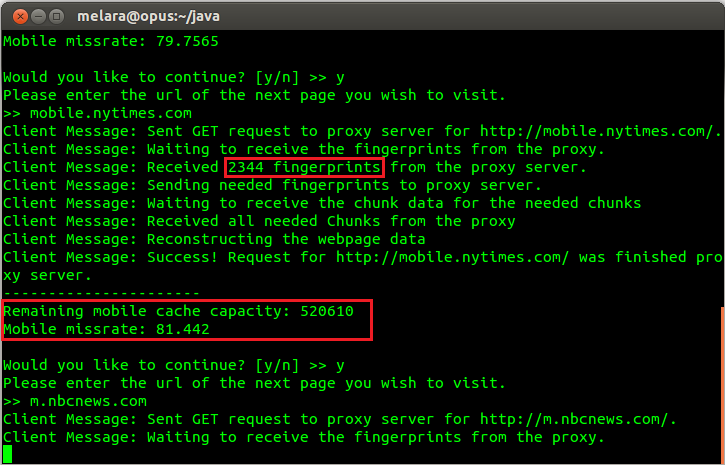 melara@opus:~/java
Mobile missrate: 79.7565
Would you like to continue? [y/n] >> y
Please enter the url of the next page you wish to visit.
>> mobile.nytimes.com
Client Message: Sent GET request to proxy server for http://mobile.nytimes.com/.
Client Message: Waiting to receive the fingerprints from the proxy.
Client Message: Received 2344 fingerprints from the proxy server.
Client Message: Sending needed fingerprints to proxy server.
Client Message: Waiting to receive the chunk data for the needed chunks
Client Message: Received all needed Chunks from the proxy
Client Message: Reconstructing the webpage data
Client Message: Success! Request for http://mobile.nytimes.com/ was finished pro
xy server.
----------------------
Remaining mobile cache capacity: 520610
Mobile missrate: 81.442
Would you like to continue? [y/n] >> y
Please enter the url of the next page you wish to visit.
>> m.nbcnews.com
Client Message: Sent GET request to proxy server for http://m.nbcnews.com/.
Client Message: Waiting to receive the fingerprints from the proxy.